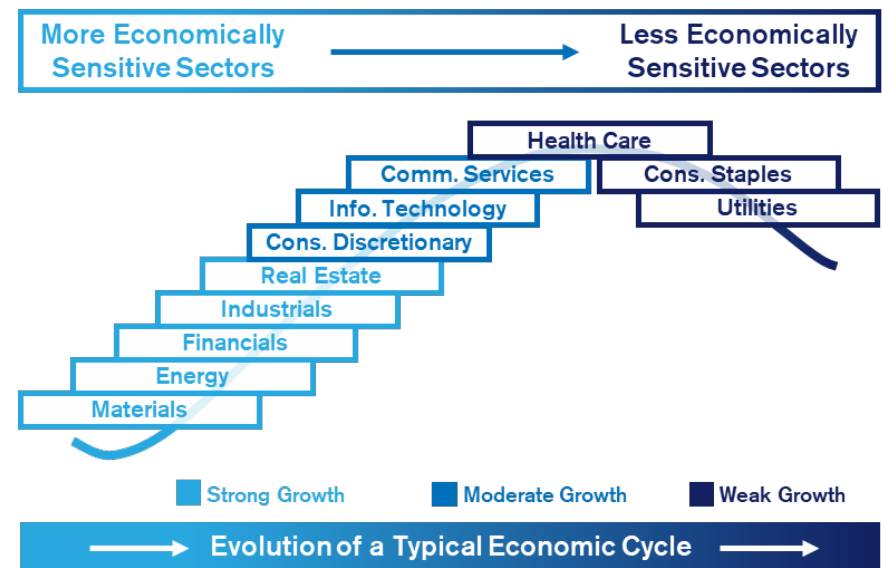 More Economically
Sensitive Sectors
Less Economically
Sensitive Sectors
Health Care
Comm. Services
Cons. Staples
Info. Technology
Utilities
Cons. Discretionary
Real Estate
Industrials
Financials
Energy
Materials
Strong Growth
Moderate Growth
Weak Growth
Evolution of a Typical Economic Cycle